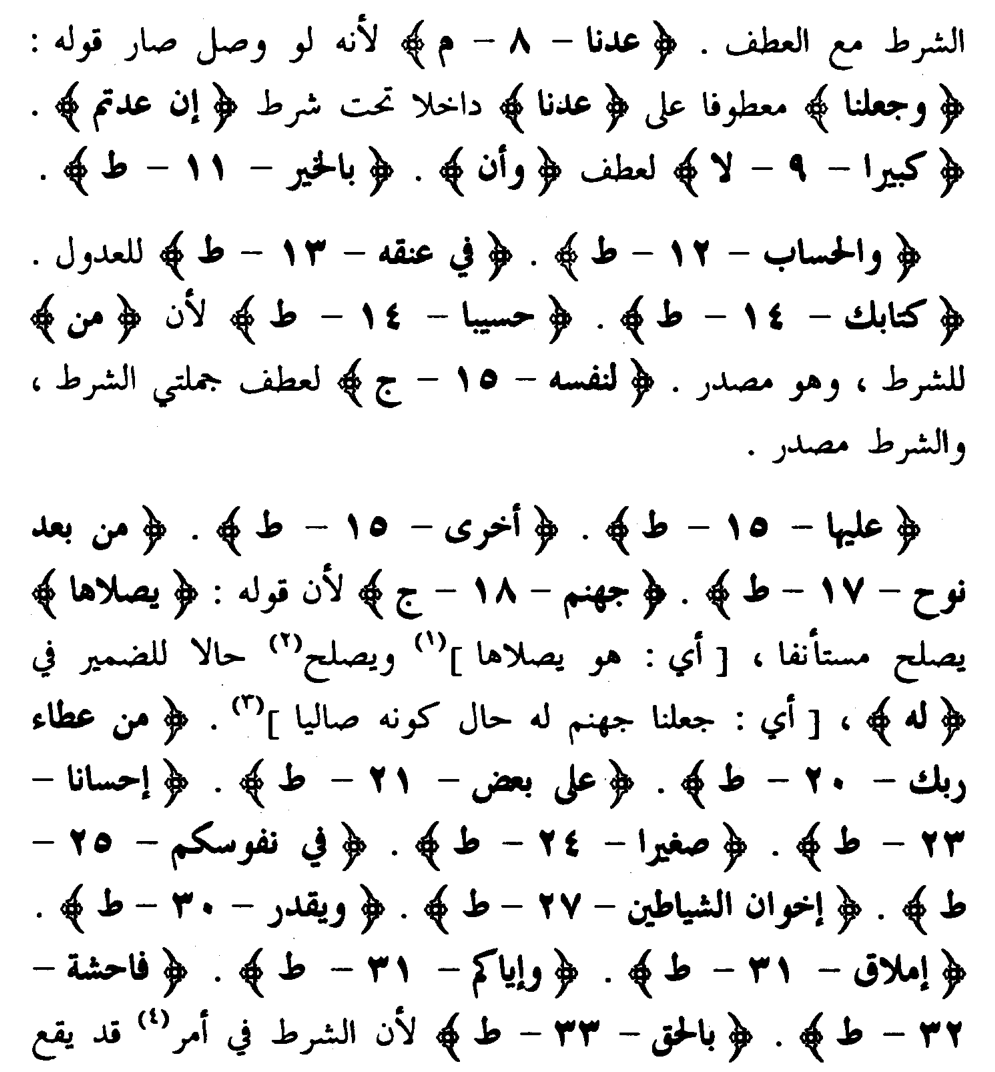 الشرط مع العطف . ﴿ عدنا – ٨ – م ﴾ لأنه لو وصل صار قوله :
﴿ وجعلنا ﴾ معطوفا على ﴿ عدنا ﴾ داخلا تحت شرط ﴿ إن عدتم ﴾ .
﴿ كبيرا – ٩ – لا ﴾ لعطف ﴿ وأن ﴾ . ﴿ بالخير – ١١ – ط ﴾ .
﴿ والحساب – ١٢ – ط ﴾ . ﴿ في عنقه – ١٣ – ط ﴾ للعدول .
﴿ كتابك – ١٤ – ط ﴾ . ﴿ حسيبا – ١٤ – ط ﴾ لأن ﴿ من ﴾
للشرط ، وهو مصدر . ﴿ لنفسه – ١٥ – ج ﴾ لعطف جملتي الشرط ،
والشرط مصدر .
﴿ عليها – ١٥ – ط ﴾ . ﴿ أخرى – ١٥ – ط ﴾ . ﴿ من بعد
نوح – ١٧ – ط ﴾ . ﴿ جهنم – ١٨ – ج ﴾ لأن قوله : ﴿ يصلاها ﴾
يصلح مستأنفا ، [ أي : هو يصلاها ](١) ويصلح(٢) حالا للضمير في
﴿ له ﴾ ، [ أي : جعلنا جهنم له حال كونه صاليا ](٣) . ﴿ من عطاء
ربك – ٢٠ – ط ﴾ . ﴿ على بعض – ٢١ – ط ﴾ . ﴿ إحسانا –
٢٣ – ط ﴾ . ﴿ صغيرا – ٢٤ – ط ﴾ . ﴿ في نفوسكم – ٢٥ –
ط ﴾ . ﴿ إخوان الشياطين – ٢٧ – ط ﴾ . ﴿ ويقدر – ٣٠ – ط ﴾ .
﴿ إملاق – ٣١ – ط ﴾ . ﴿ وإياكم – ٣١ – ط ﴾ . ﴿ فاحشة –
٣٢ – ط ﴾ . ﴿ بالحق – ٣٣ – ط ﴾ لأن الشرط في أمر(٤) قد يقع